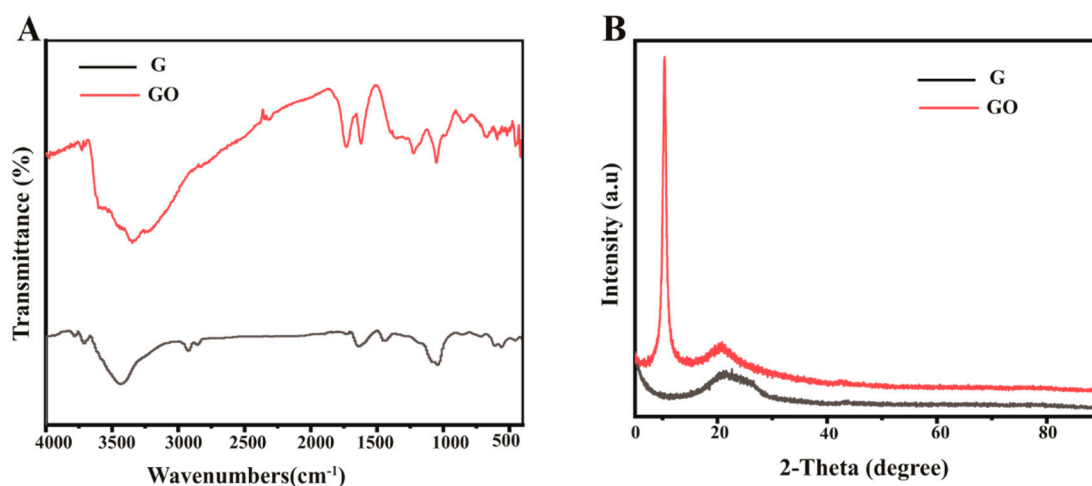 A
G
GO
Transmittance (%)
4000 3500 3000 2500 2000 1500 1000 500
Wavenumbers(cm⁻¹)
B
G
GO
Intensity (a.u)
0 20 40 60 80
2-Theta (degree)